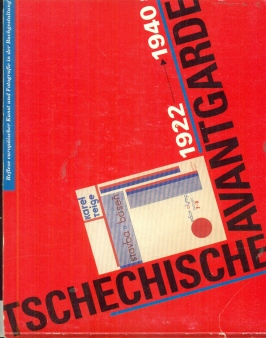 Reflexe europäischer Kunst und Fotografie in der Buchgestaltung
1922 ▸ 1940
TSCHECHISCHE
AVANTGARDE
karel
teige
stavba a báseň